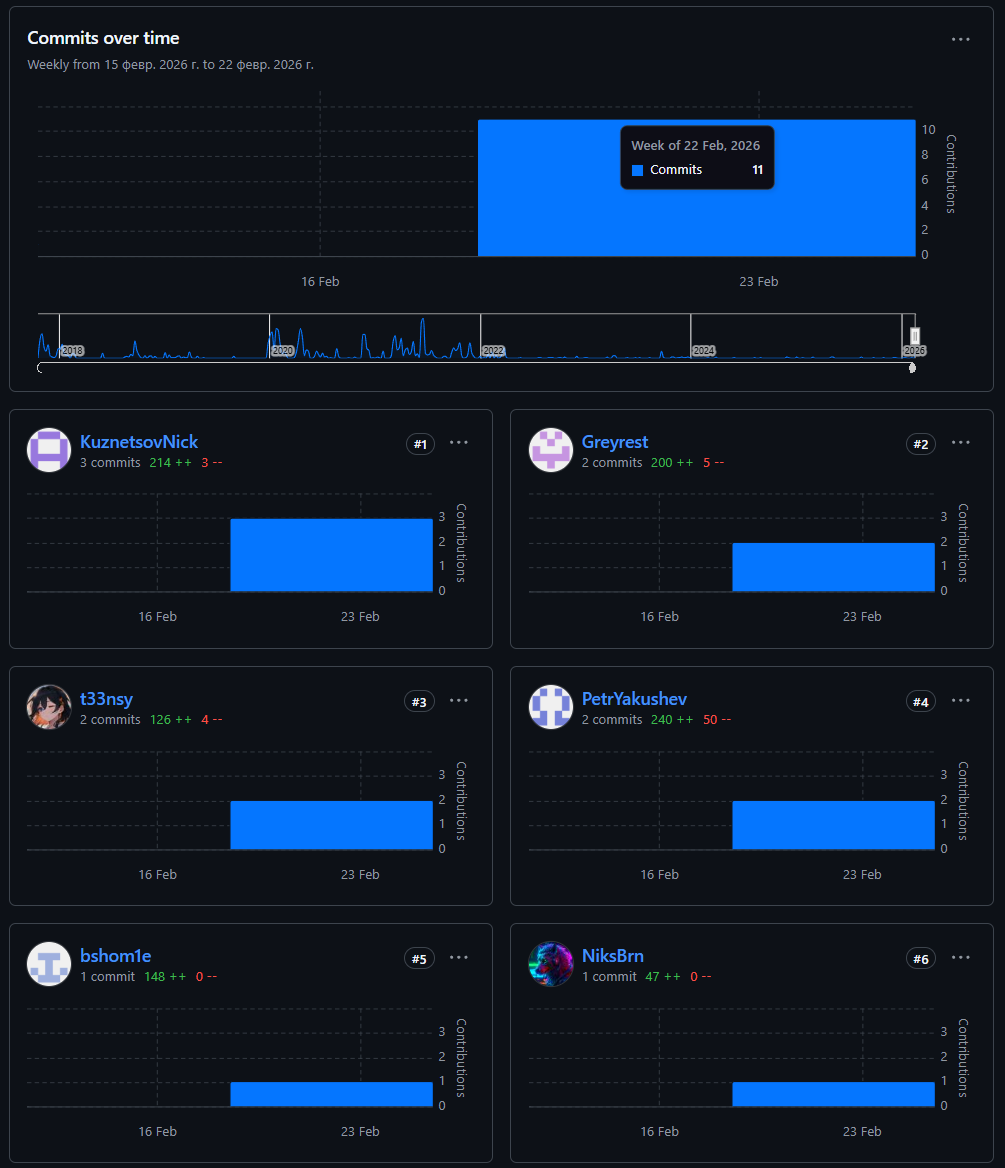 Commits over time
Weekly from 15 февр. 2026 г. to 22 февр. 2026 г.
Week of 22 Feb, 2026
Commits 11
10
8
6
4
2
0
Contributions
16 Feb 23 Feb
2018 2020 2022 2024 2026
KuznetsovNick #1
3 commits 214 ++ 3 --
3
2
1
0
Contributions
16 Feb 23 Feb
Greyrest #2
2 commits 200 ++ 5 --
3
2
1
0
Contributions
16 Feb 23 Feb
t33nsy #3
2 commits 126 ++ 4 --
3
2
1
0
Contributions
16 Feb 23 Feb
PetrYakushev #4
2 commits 240 ++ 50 --
3
2
1
0
Contributions
16 Feb 23 Feb
bshom1e #5
1 commit 148 ++ 0 --
3
2
1
0
Contributions
16 Feb 23 Feb
NiksBrn #6
1 commit 47 ++ 0 --
3
2
1
0
Contributions
16 Feb 23 Feb